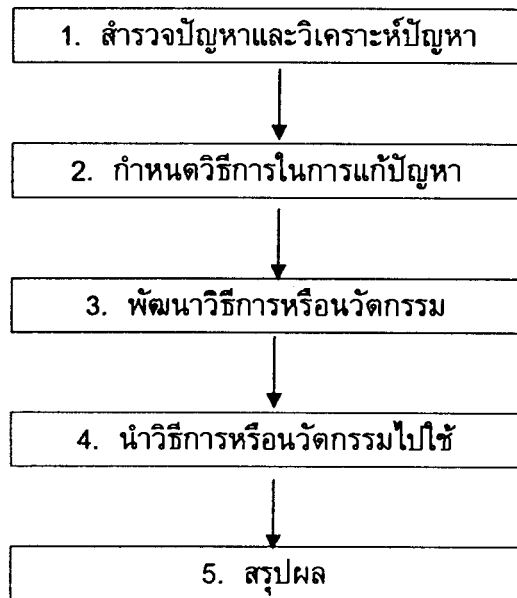 1. สำรวจปัญหาและวิเคราะห์ปัญหา
2. กำหนดวิธีการในการแก้ปัญหา
3. พัฒนาวิธีการหรือนวัตกรรม
4. นำวิธีการหรือนวัตกรรมไปใช้
5. สรุปผล